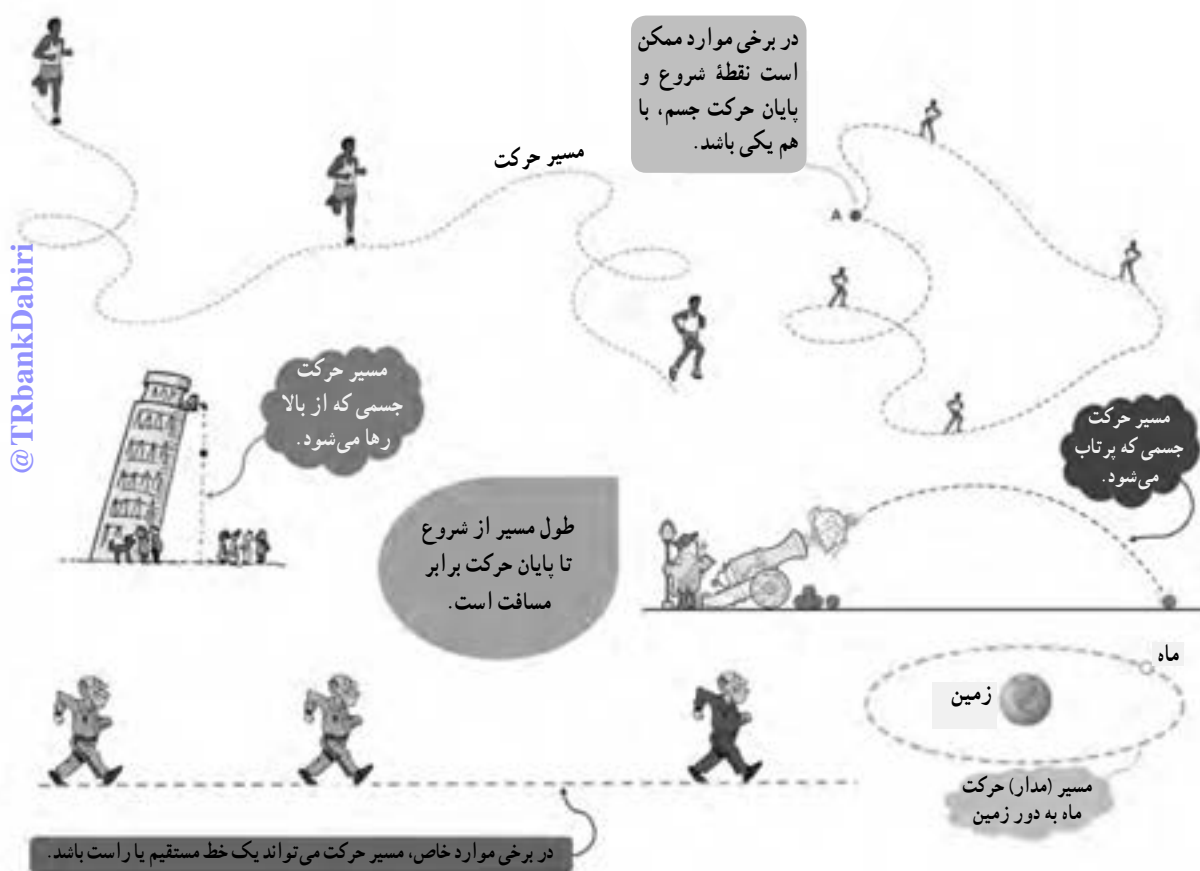 در برخی موارد ممکن
است نقطهٔ شروع و
پایان حرکت جسم، با
هم یکی باشد.
مسیر حرکت
A
@TRbankDabiri
مسیر حرکت
جسمی که از بالا
رها می‌شود.
مسیر حرکت
جسمی که پرتاب
می‌شود.
طول مسیر از شروع
تا پایان حرکت برابر
مسافت است.
ماه
زمین
مسیر (مدار) حرکت
ماه به دور زمین
در برخی موارد خاص، مسیر حرکت می‌تواند یک خط مستقیم یا راست باشد.